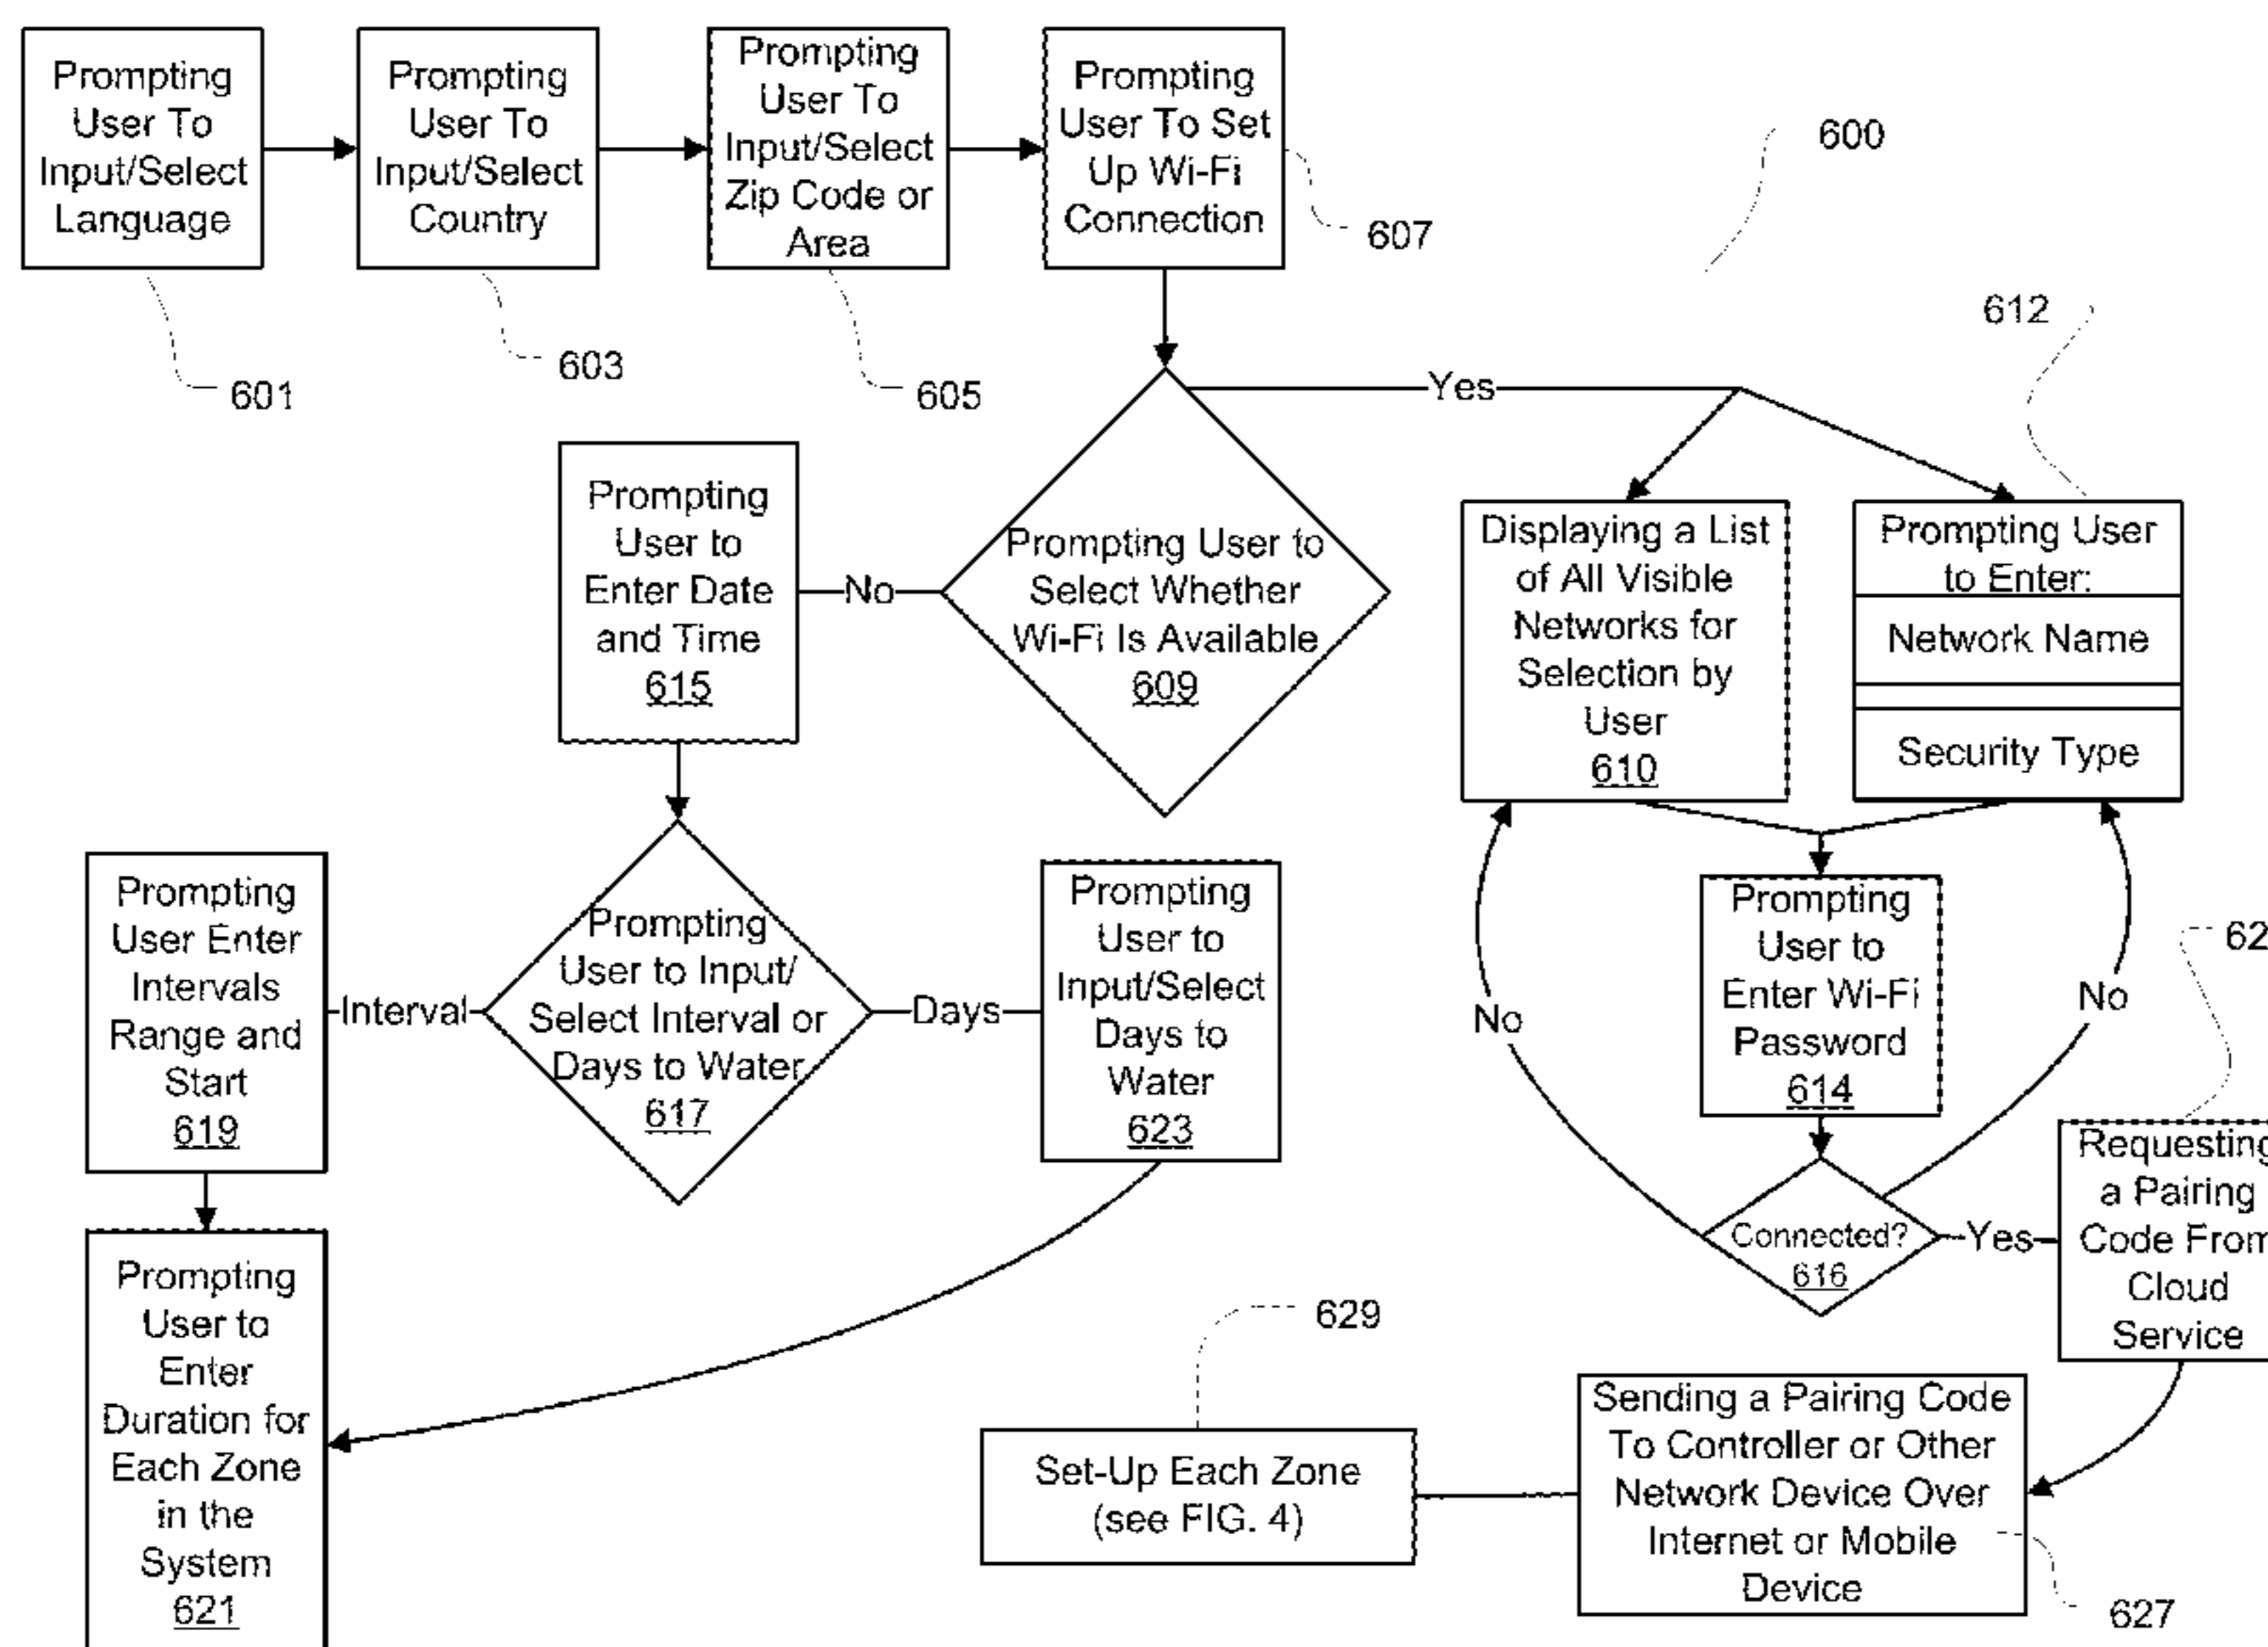 Prompting
User To
Input/Select
Language
Prompting
User To
Input/Select
Country
Prompting
User To
Input/Select
Zip Code or
Area
Prompting
User To Set
Up Wi-Fi
Connection
600
607
612
603
601
605
Yes
Prompting
User to
Enter Date
and Time
615
No
Prompting User to
Select Whether
Wi-Fi Is Available
609
Displaying a List
of All Visible
Networks for
Selection by
User
610
Prompting User
to Enter:
Network Name
Security Type
Prompting
User Enter
Intervals
Range and
Start
619
Interval
Prompting
User to Input/
Select Interval or
Days to Water
617
Days
Prompting
User to
Input/Select
Days to
Water
623
No
Prompting
User to
Enter Wi-Fi
Password
614
No
62
Connected?
616
Yes
Requesting
a Pairing
Code From
Cloud
Service
Prompting
User to
Enter
Duration for
Each Zone
in the
System
621
629
Set-Up Each Zone
(see FIG. 4)
Sending a Pairing Code
To Controller or Other
Network Device Over
Internet or Mobile
Device
627